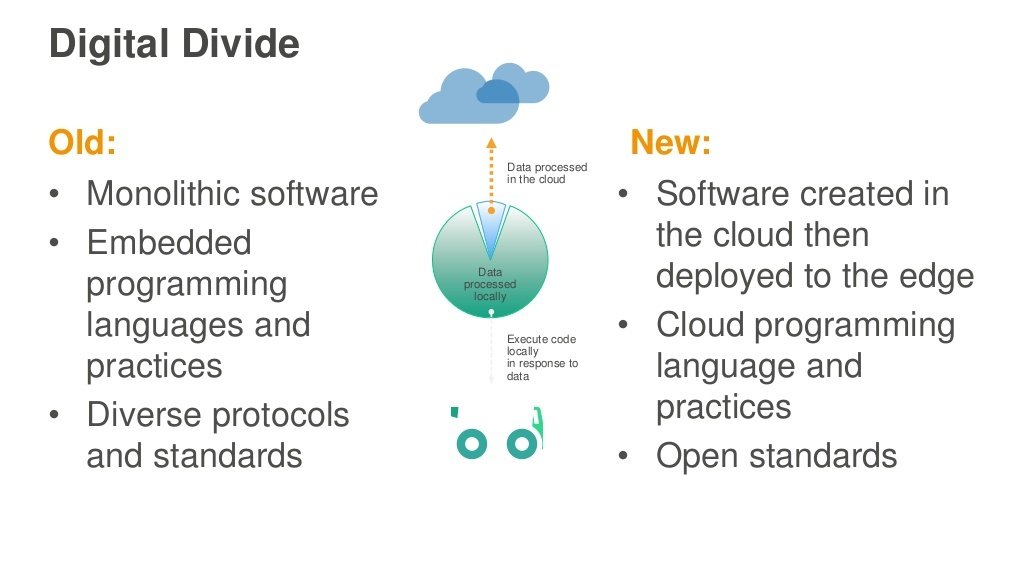 Digital Divide
Old:
• Monolithic software
• Embedded
programming
languages and
practices
• Diverse protocols
and standards
Data processed
in the cloud
Data
processed
locally
Execute code
locally
in response to
data
New:
• Software created in
the cloud then
deployed to the edge
• Cloud programming
language and
practices
• Open standards